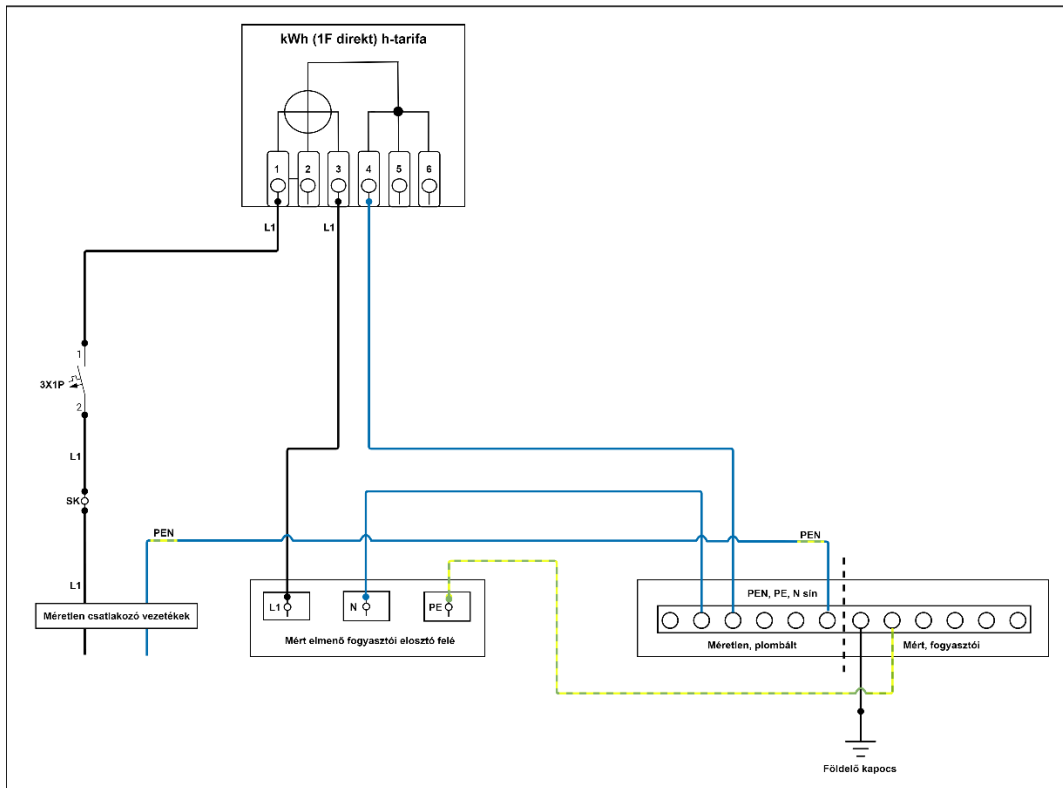 kWh (1F direkt) h-tarifa
1 2 3 4 5 6
L1 L1
1
3X1P
2
L1
SK
PEN PEN
L1
PEN, PE, N sín
L1 N PE
Méretlen csatlakozó vezetékek
Mért elmenő fogyasztói elosztó felé
Méretlen, plombált Mért, fogyasztói
Földelő kapocs